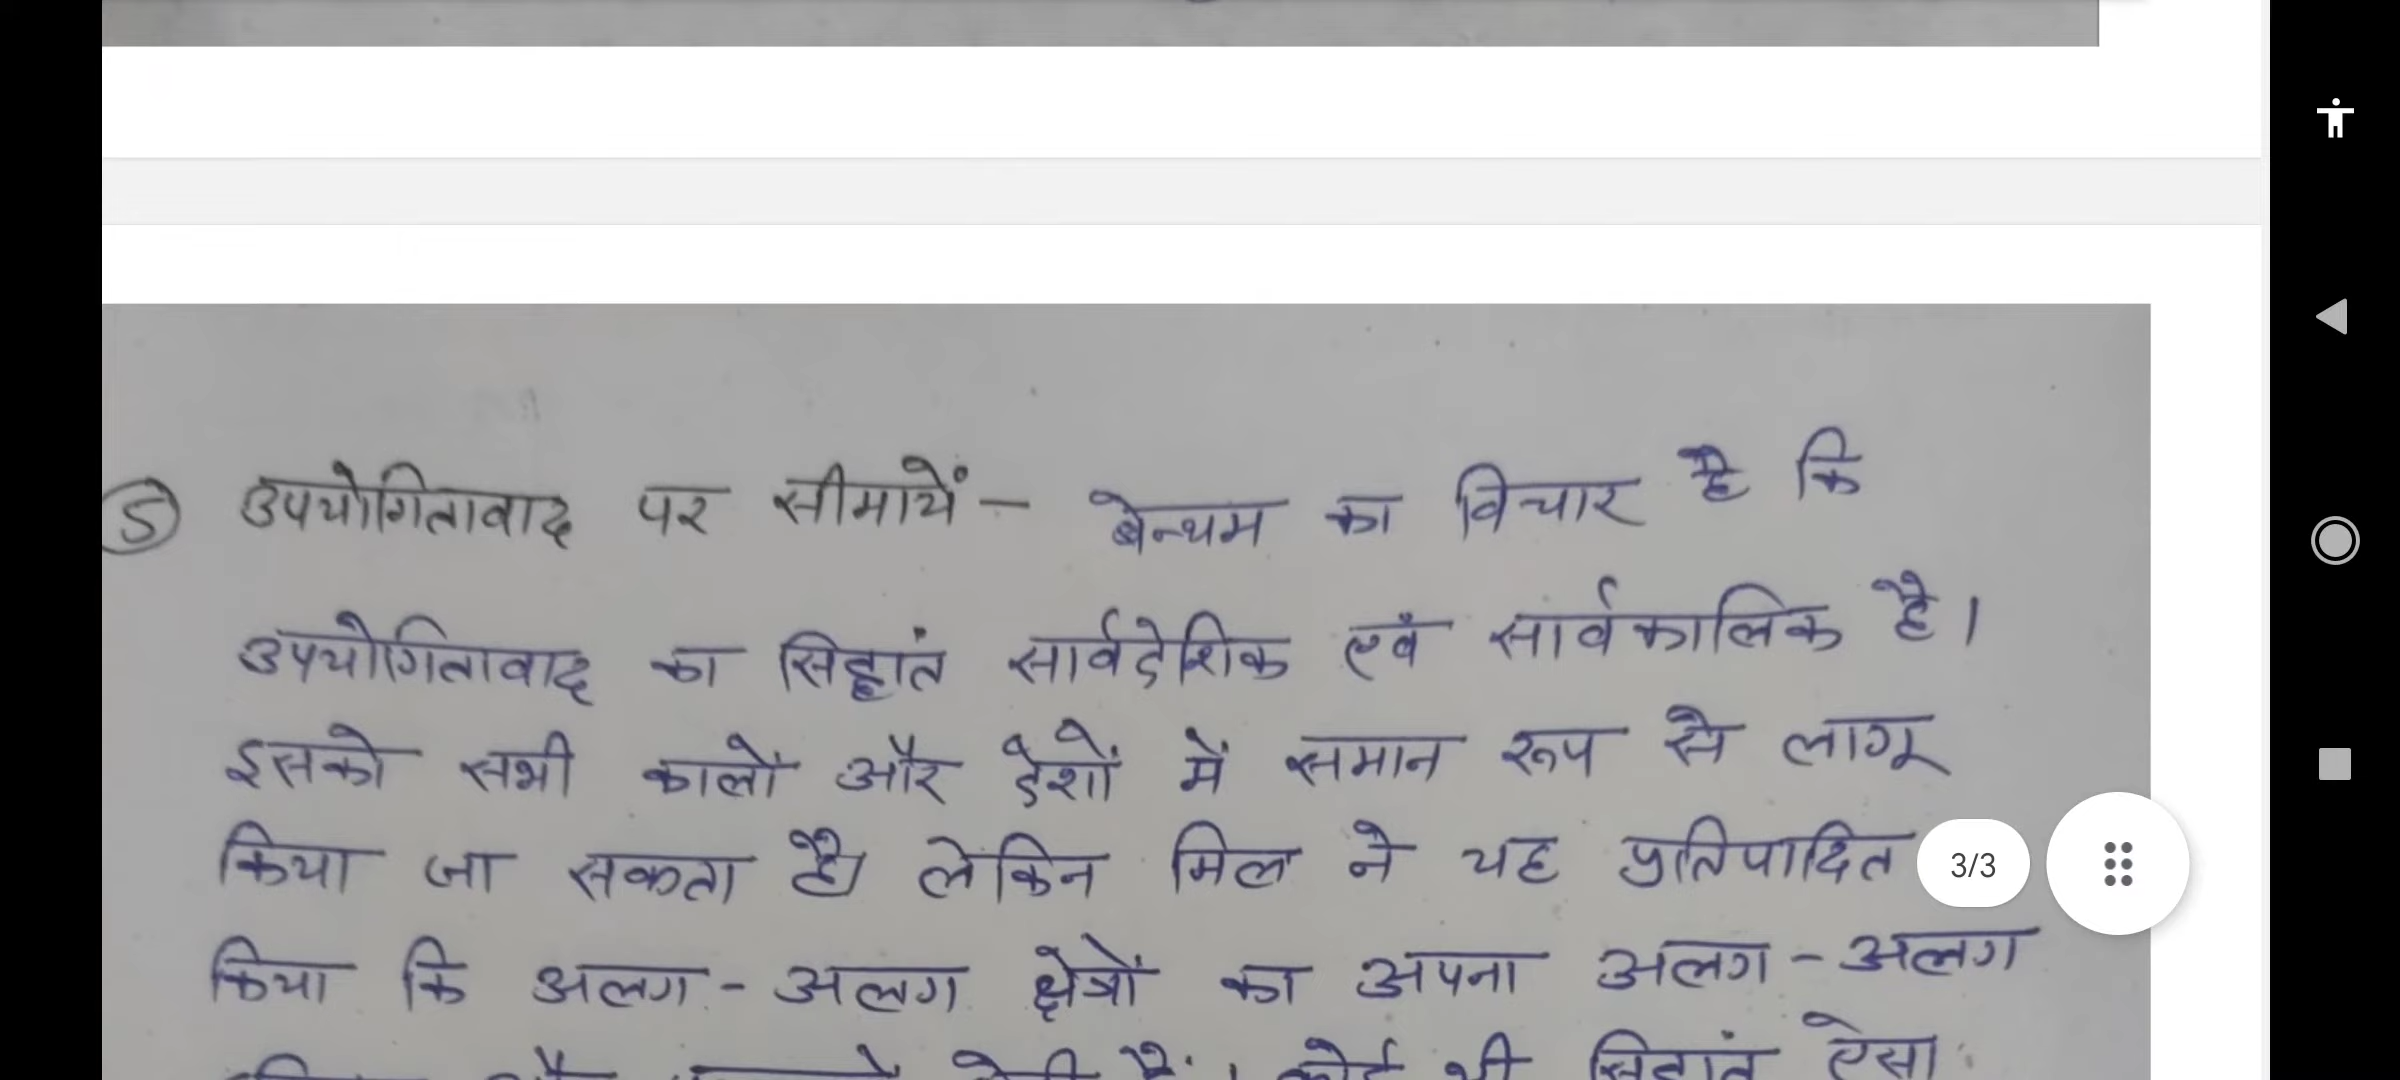 5 उपयोगितावाद पर सीमायें - बेन्थम का विचार है कि
उपयोगितावाद का सिद्धांत सार्वदेशिक एवं सार्वकालिक है।
इसको सभी कालों और देशों में समान रूप से लागू
किया जा सकता है। लेकिन मिल ने यह प्रतिपादित
3/3
किया कि अलग - अलग क्षेत्रों का अपना अलग - अलग
कोई भी सिद्धांत ऐसा